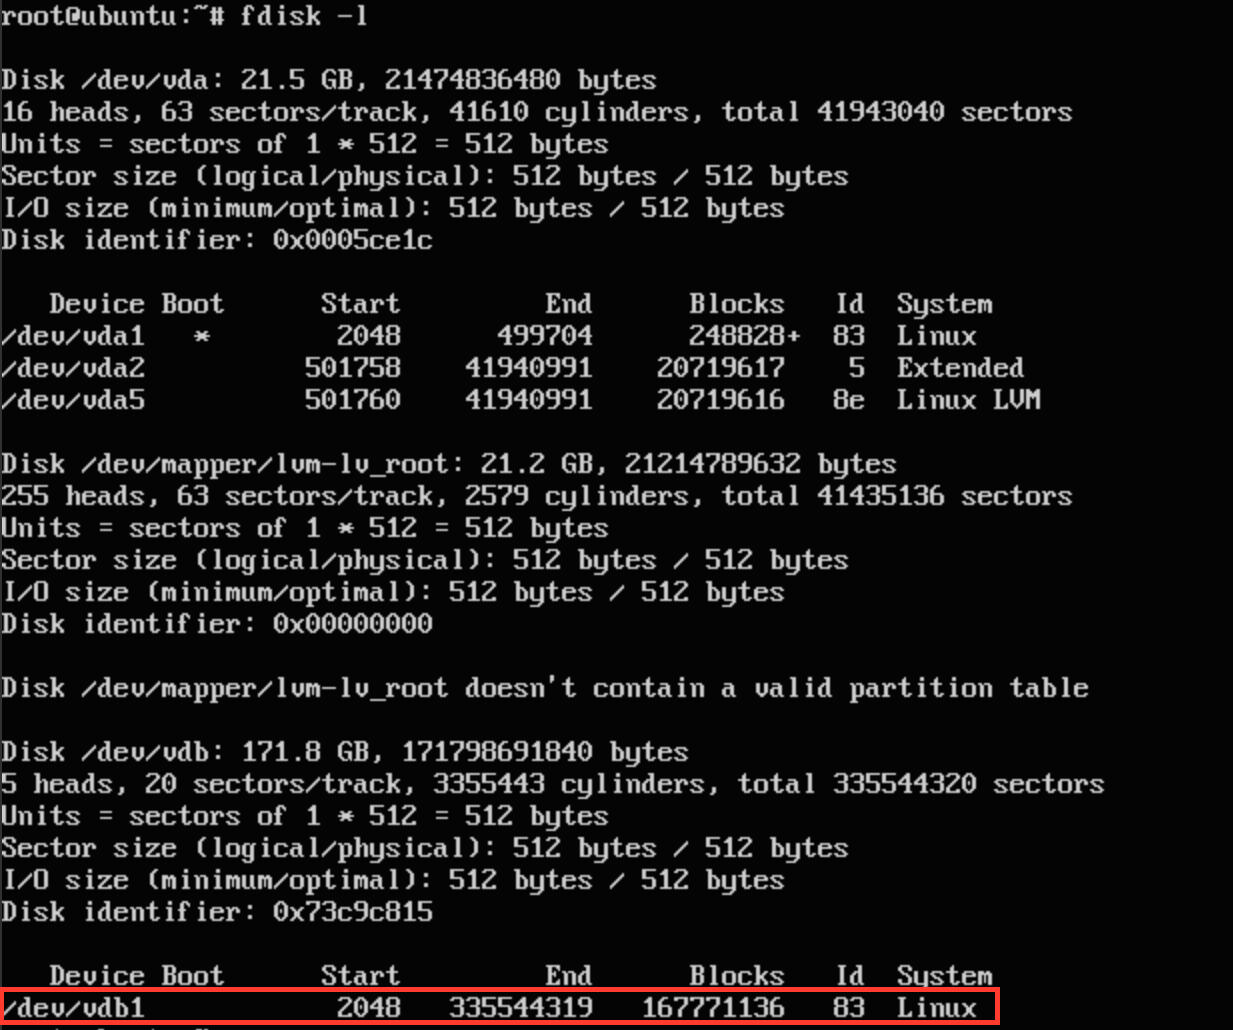 root@ubuntu:~# fdisk -l
Disk /dev/vda: 21.5 GB, 21474836480 bytes
16 heads, 63 sectors/track, 41610 cylinders, total 41943040 sectors
Units = sectors of 1 * 512 = 512 bytes
Sector size (logical/physical): 512 bytes / 512 bytes
I/O size (minimum/optimal): 512 bytes / 512 bytes
Disk identifier: 0x0005ce1c
Device Boot Start End Blocks Id System
/dev/vda1 * 2048 499704 248828+ 83 Linux
/dev/vda2 501758 41940991 20719617 5 Extended
/dev/vda5 501760 41940991 20719616 8e Linux LVM
Disk /dev/mapper/lvm-lv_root: 21.2 GB, 21214789632 bytes
255 heads, 63 sectors/track, 2579 cylinders, total 41435136 sectors
Units = sectors of 1 * 512 = 512 bytes
Sector size (logical/physical): 512 bytes / 512 bytes
I/O size (minimum/optimal): 512 bytes / 512 bytes
Disk identifier: 0x00000000
Disk /dev/mapper/lvm-lv_root doesn't contain a valid partition table
Disk /dev/vdb: 171.8 GB, 171798691840 bytes
5 heads, 20 sectors/track, 3355443 cylinders, total 335544320 sectors
Units = sectors of 1 * 512 = 512 bytes
Sector size (logical/physical): 512 bytes / 512 bytes
I/O size (minimum/optimal): 512 bytes / 512 bytes
Disk identifier: 0x73c9c815
Device Boot Start End Blocks Id System
/dev/vdb1 2048 335544319 167771136 83 Linux